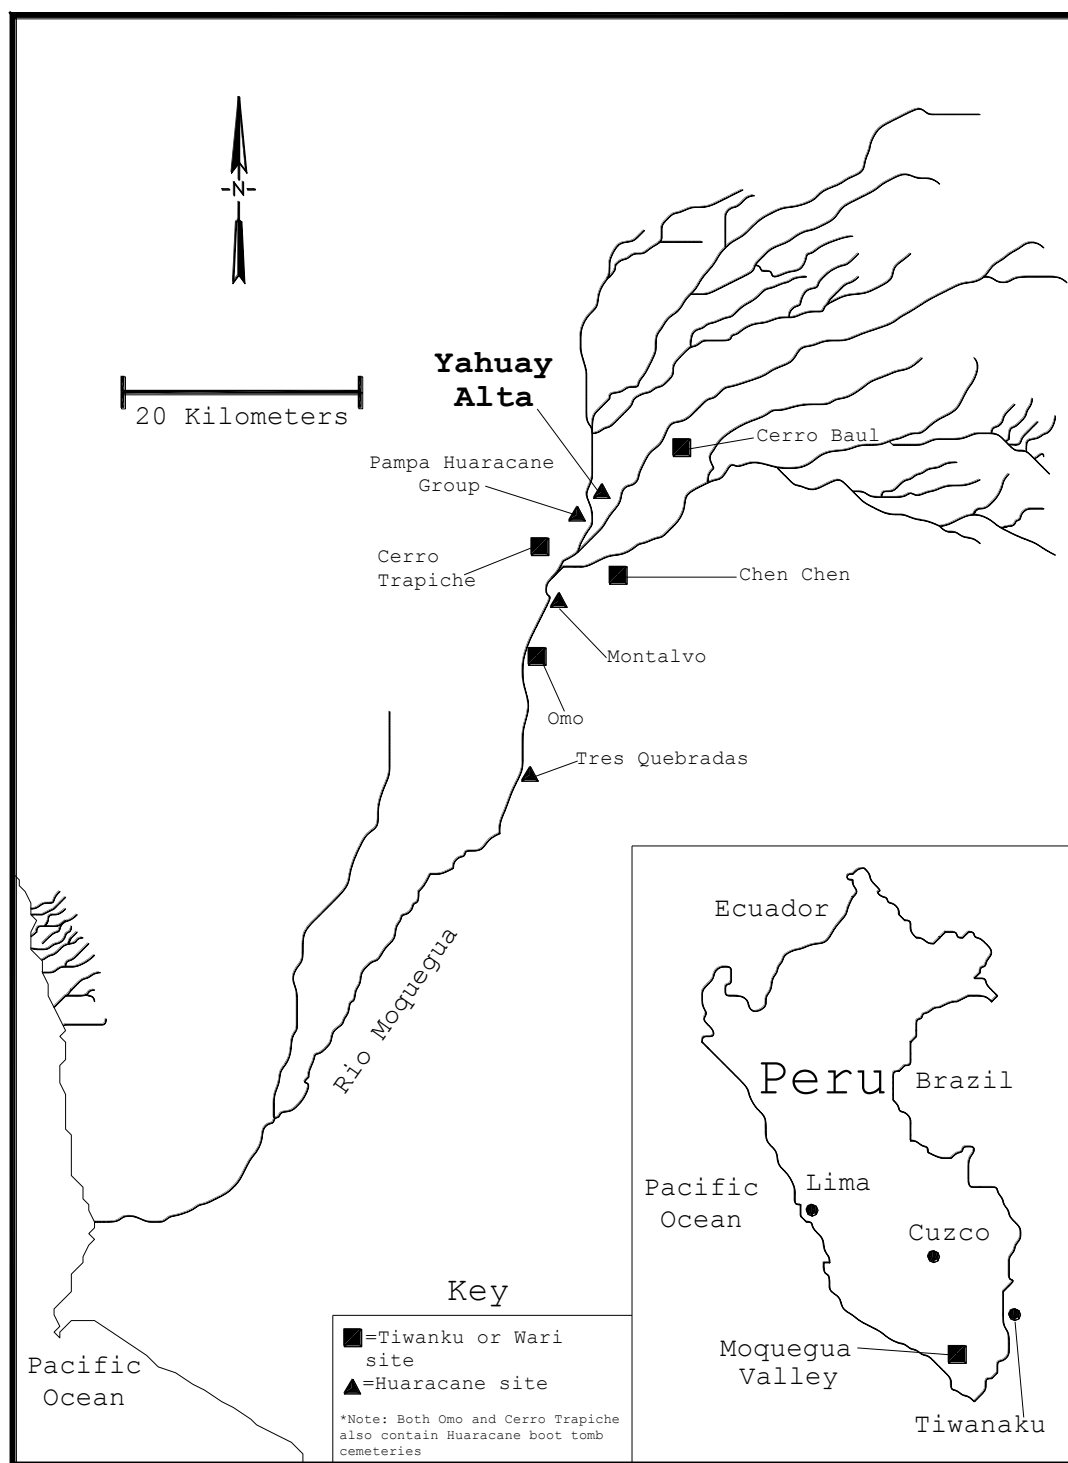 N
20 Kilometers
Yahuay
Alta
Cerro Baul
Pampa Huaracane
Group
Cerro
Trapiche
Chen Chen
Montalvo
Omo
Tres Quebradas
Rio Moquegua
Pacific
Ocean
Key
=Tiwanku or Wari
site
=Huaracane site
*Note: Both Omo and Cerro Trapiche
also contain Huaracane boot tomb
cemeteries
Ecuador
Peru
Brazil
Pacific
Ocean
Lima
Cuzco
Moquegua
Valley
Tiwanaku